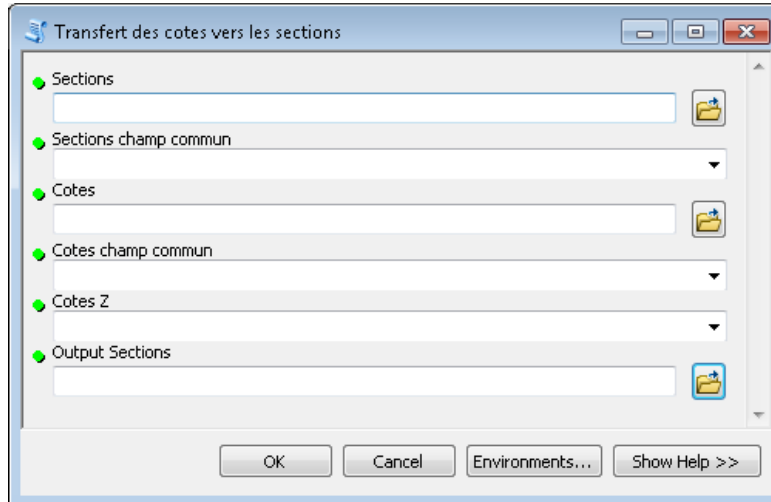 Transfert des cotes vers les sections
Sections
Sections champ commun
Cotes
Cotes champ commun
Cotes Z
Output Sections
OK Cancel Environments... Show Help >>